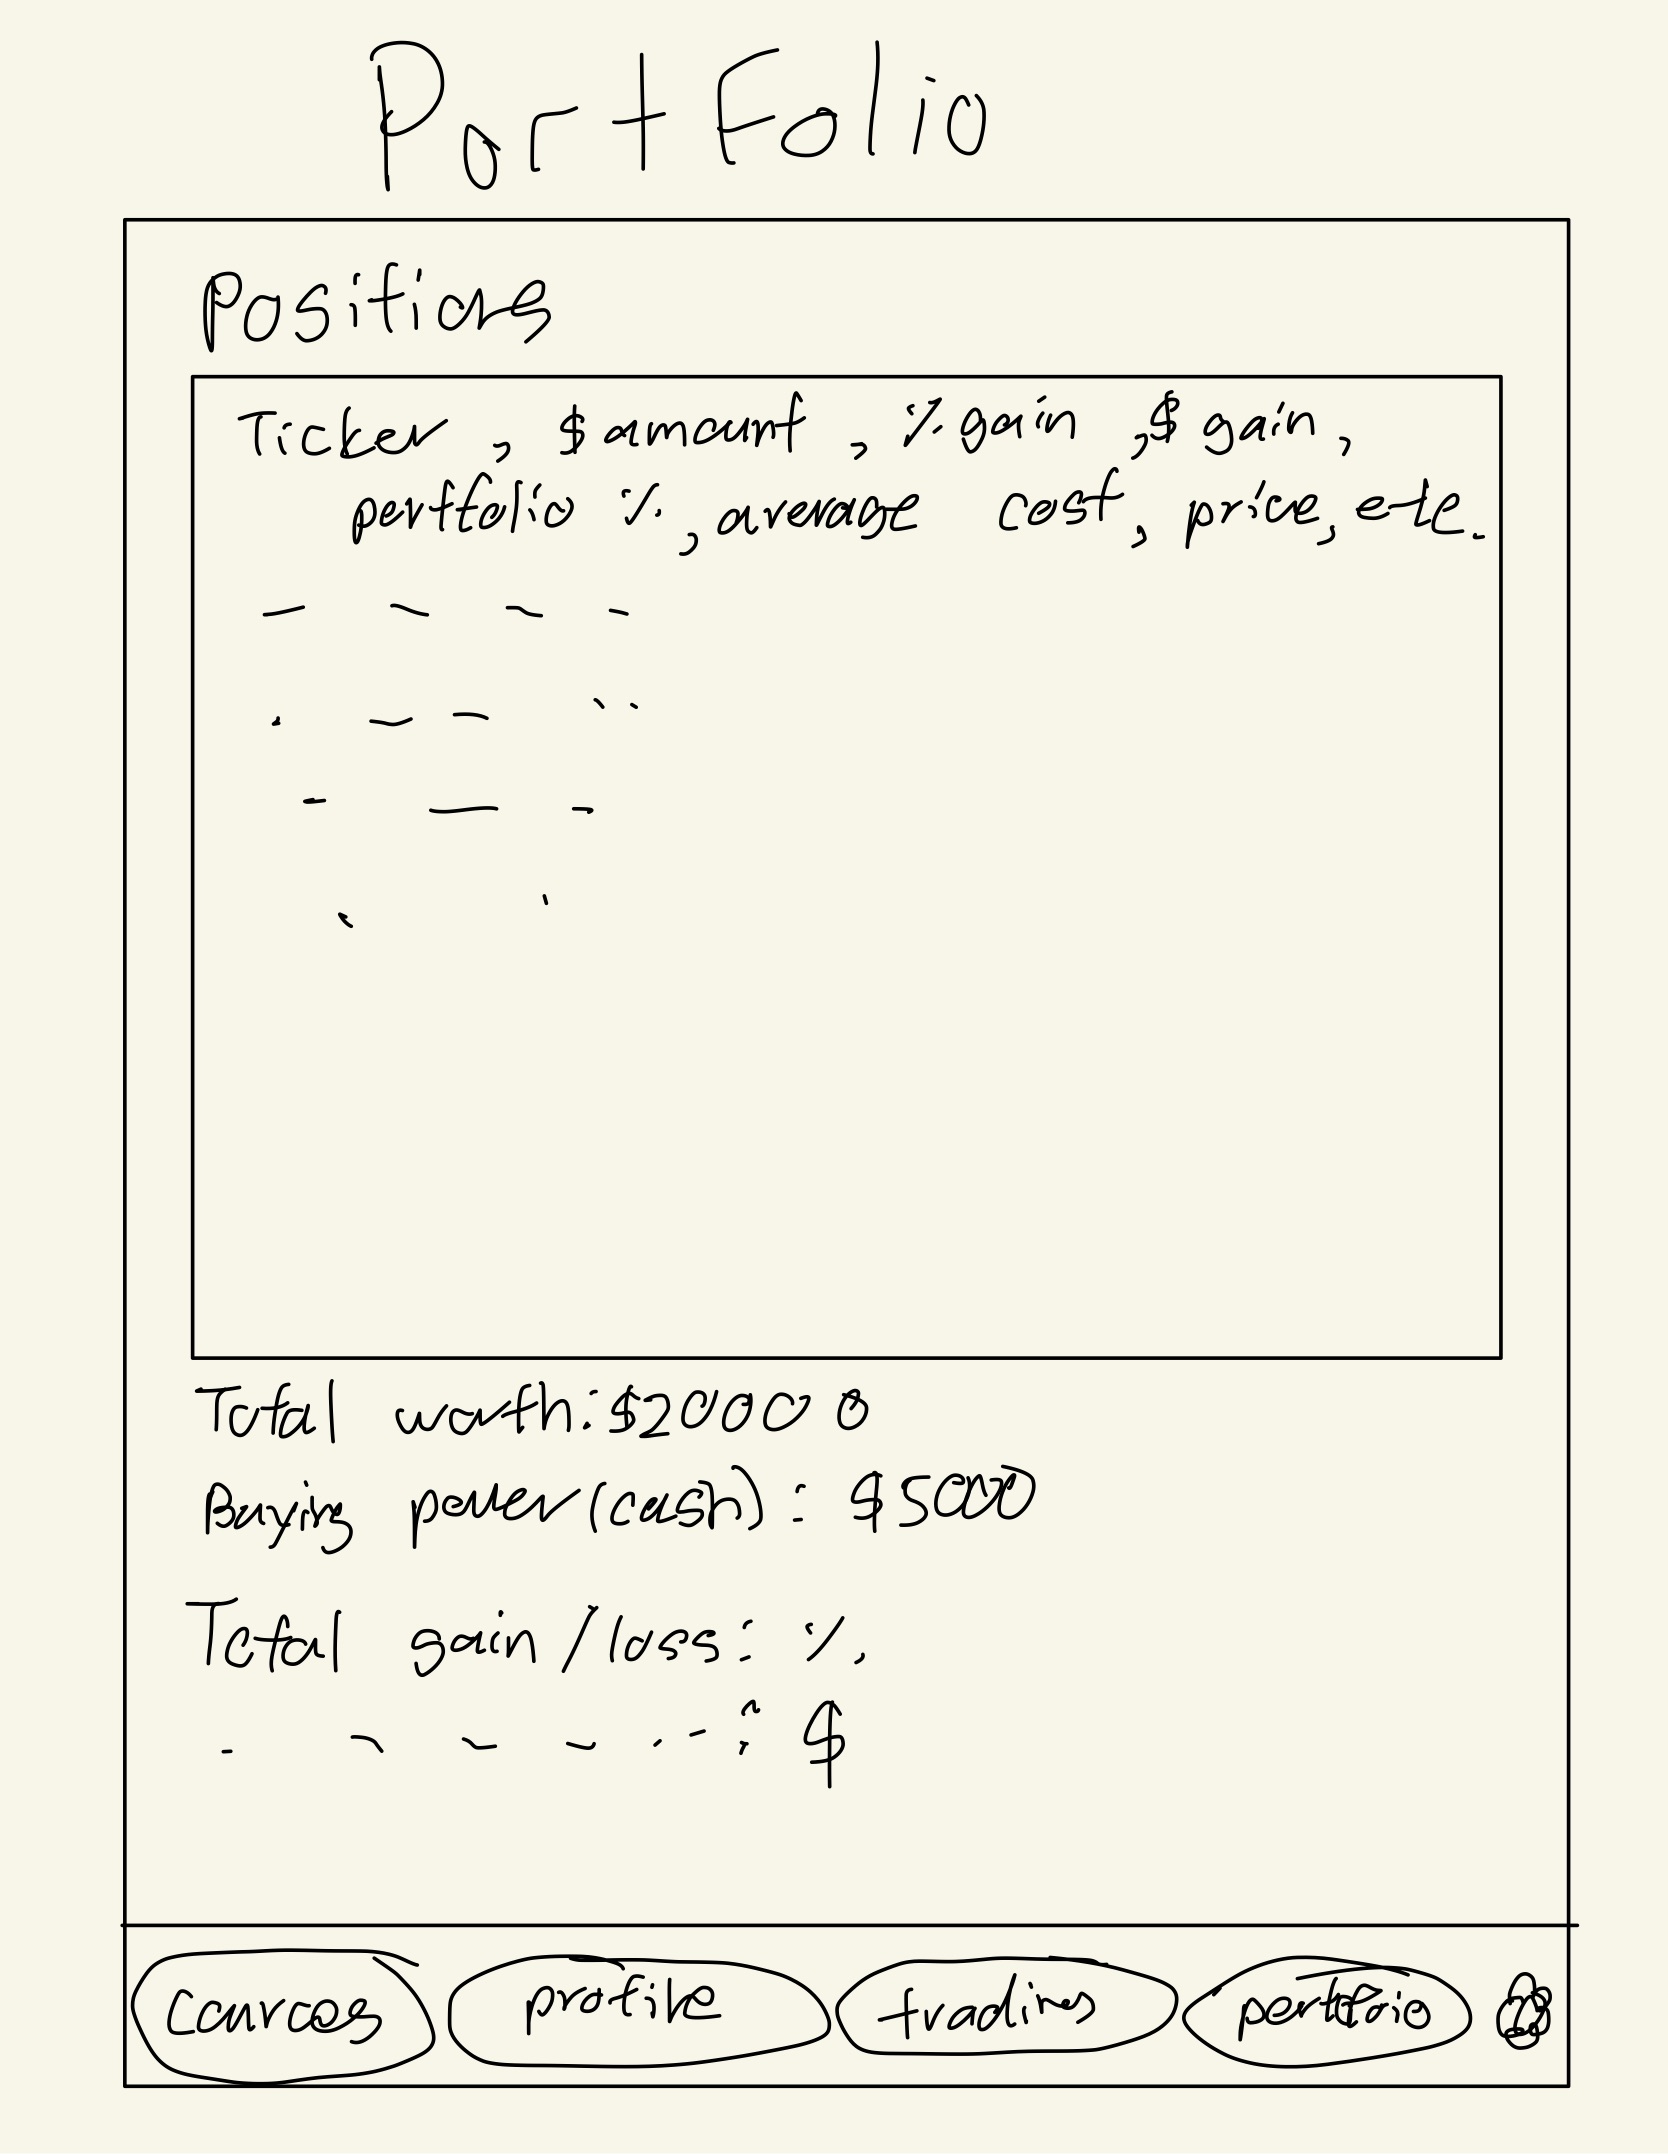 Portfolio
Positions
Ticker, $ amount, % gain, $ gain,
portfolio %, average cost, price, etc.
Total worth: $20000
Buying power (cash): $5000
Total gain/loss: %
: $
profile trading portfolio